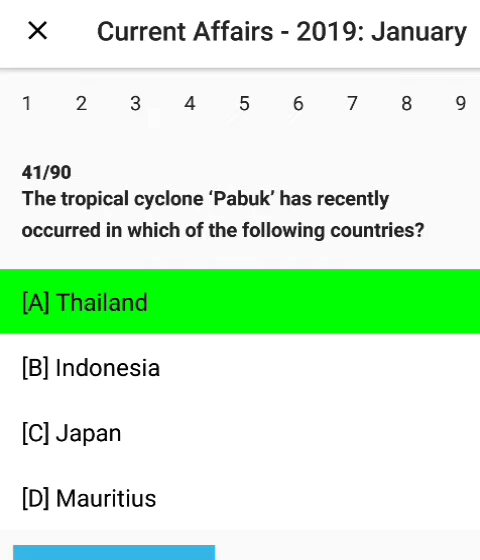 × Current Affairs - 2019: January
1 2 3 4 5 6 7 8 9
41/90
The tropical cyclone ‘Pabuk’ has recently
occurred in which of the following countries?
[A] Thailand
[B] Indonesia
[C] Japan
[D] Mauritius